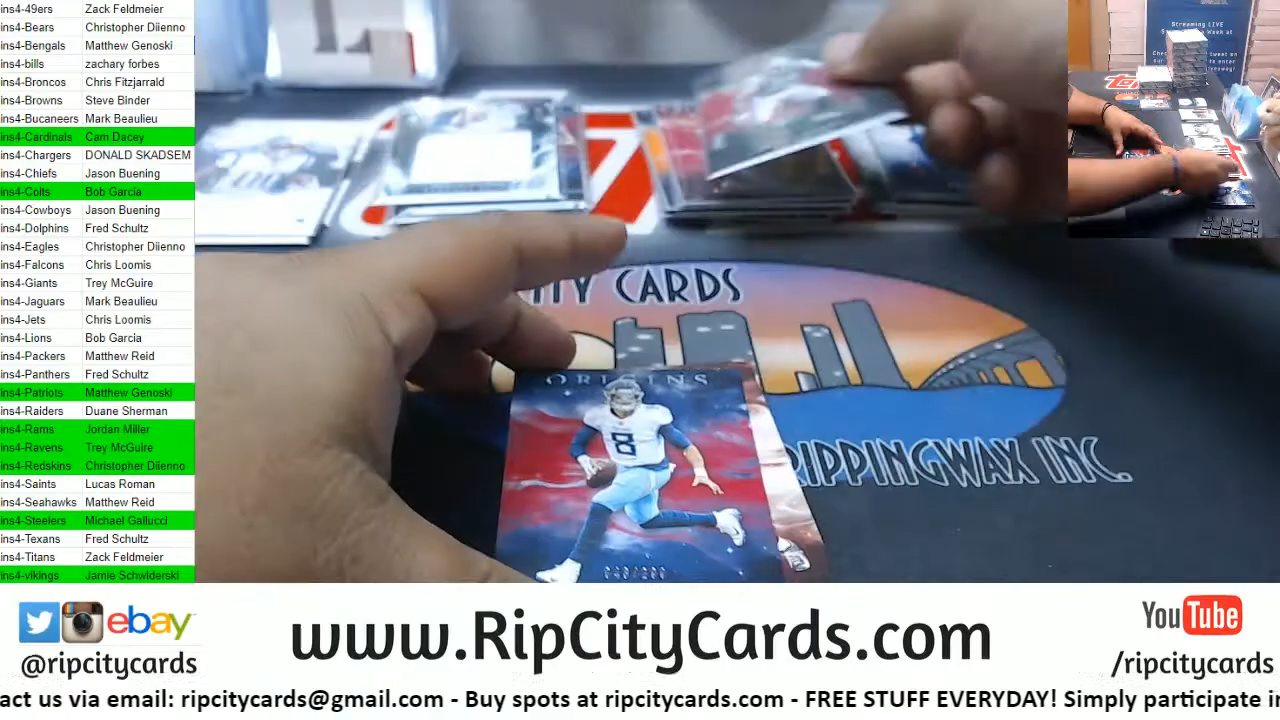 ins4-49ers Zack Feldmeier
ins4-Bears Christopher Diienno
ins4-Bengals Matthew Genoski
ins4-bills zachary forbes
ins4-Broncos Chris Fitzjarrald
ins4-Browns Steve Binder
ins4-Bucaneers Mark Beaulieu
ins4-Cardinals Cam Dacey
ins4-Chargers DONALD SKADSEM
ins4-Chiefs Jason Buening
ins4-Colts Bob Garcia
ins4-Cowboys Jason Buening
ins4-Dolphins Fred Schultz
ins4-Eagles Christopher Diienno
ins4-Falcons Chris Loomis
ins4-Giants Trey McGuire
ins4-Jaguars Mark Beaulieu
ins4-Jets Chris Loomis
ins4-Lions Bob Garcia
ins4-Packers Matthew Reid
ins4-Panthers Fred Schultz
ins4-Patriots Matthew Genoski
ins4-Raiders Duane Sherman
ins4-Rams Jordan Miller
ins4-Ravens Trey McGuire
ins4-Redskins Christopher Diienno
ins4-Saints Lucas Roman
ins4-Seahawks Matthew Reid
ins4-Steelers Michael Gallucci
ins4-Texans Fred Schultz
ins4-Titans Zack Feldmeier
ins4-vikings Jamie Schwiderski
Streaming LIVE
Week at
ITY CARDS
ORIGINS
8
RIPPINGWAX INC.
ebay
@ripcitycards
www.RipCityCards.com
YouTube
/ripcitycards
act us via email: ripcitycards@gmail.com - Buy spots at ripcitycards.com - FREE STUFF EVERYDAY! Simply participate in